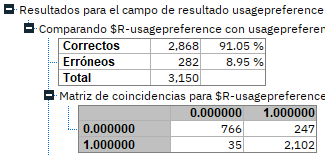 Resultados para el campo de resultado usagepreference
Comparando $R-usagepreference con usagepreferen
Correctos 2,868 91.05 %
Erróneos 282 8.95 %
Total 3,150
Matriz de coincidencias para $R-usagepreference
0.000000 1.000000
0.000000 766 247
1.000000 35 2,102